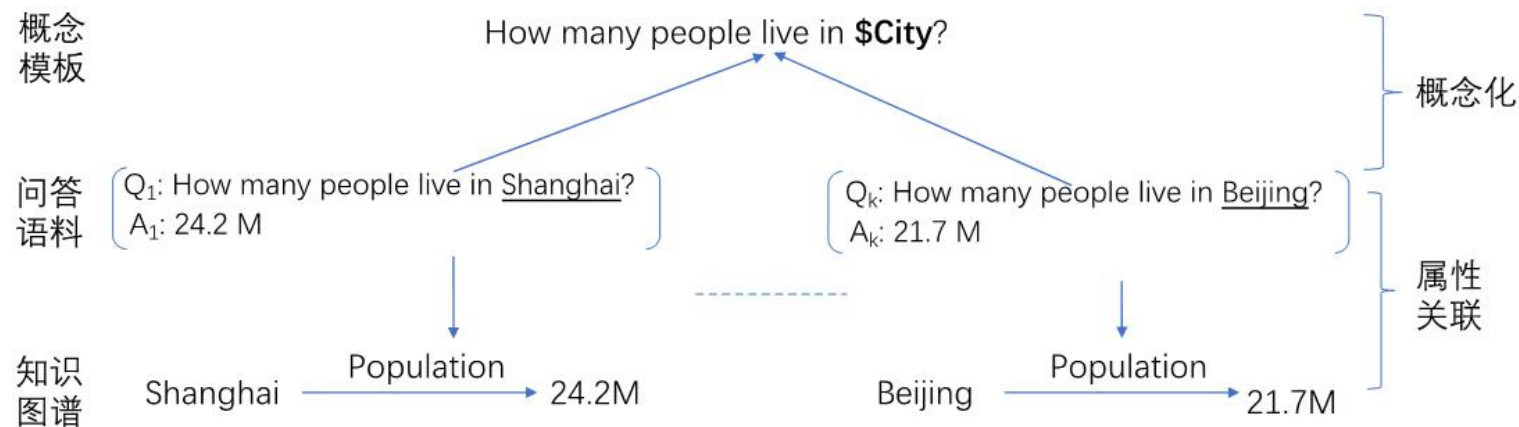 概念
模板
How many people live in $City?
概念化
问答
语料
Q₁: How many people live in Shanghai?
A₁: 24.2 M
Qₖ: How many people live in Beijing?
Aₖ: 21.7 M
属性
关联
知识
图谱
Shanghai
Population
24.2M
Beijing
Population
21.7M